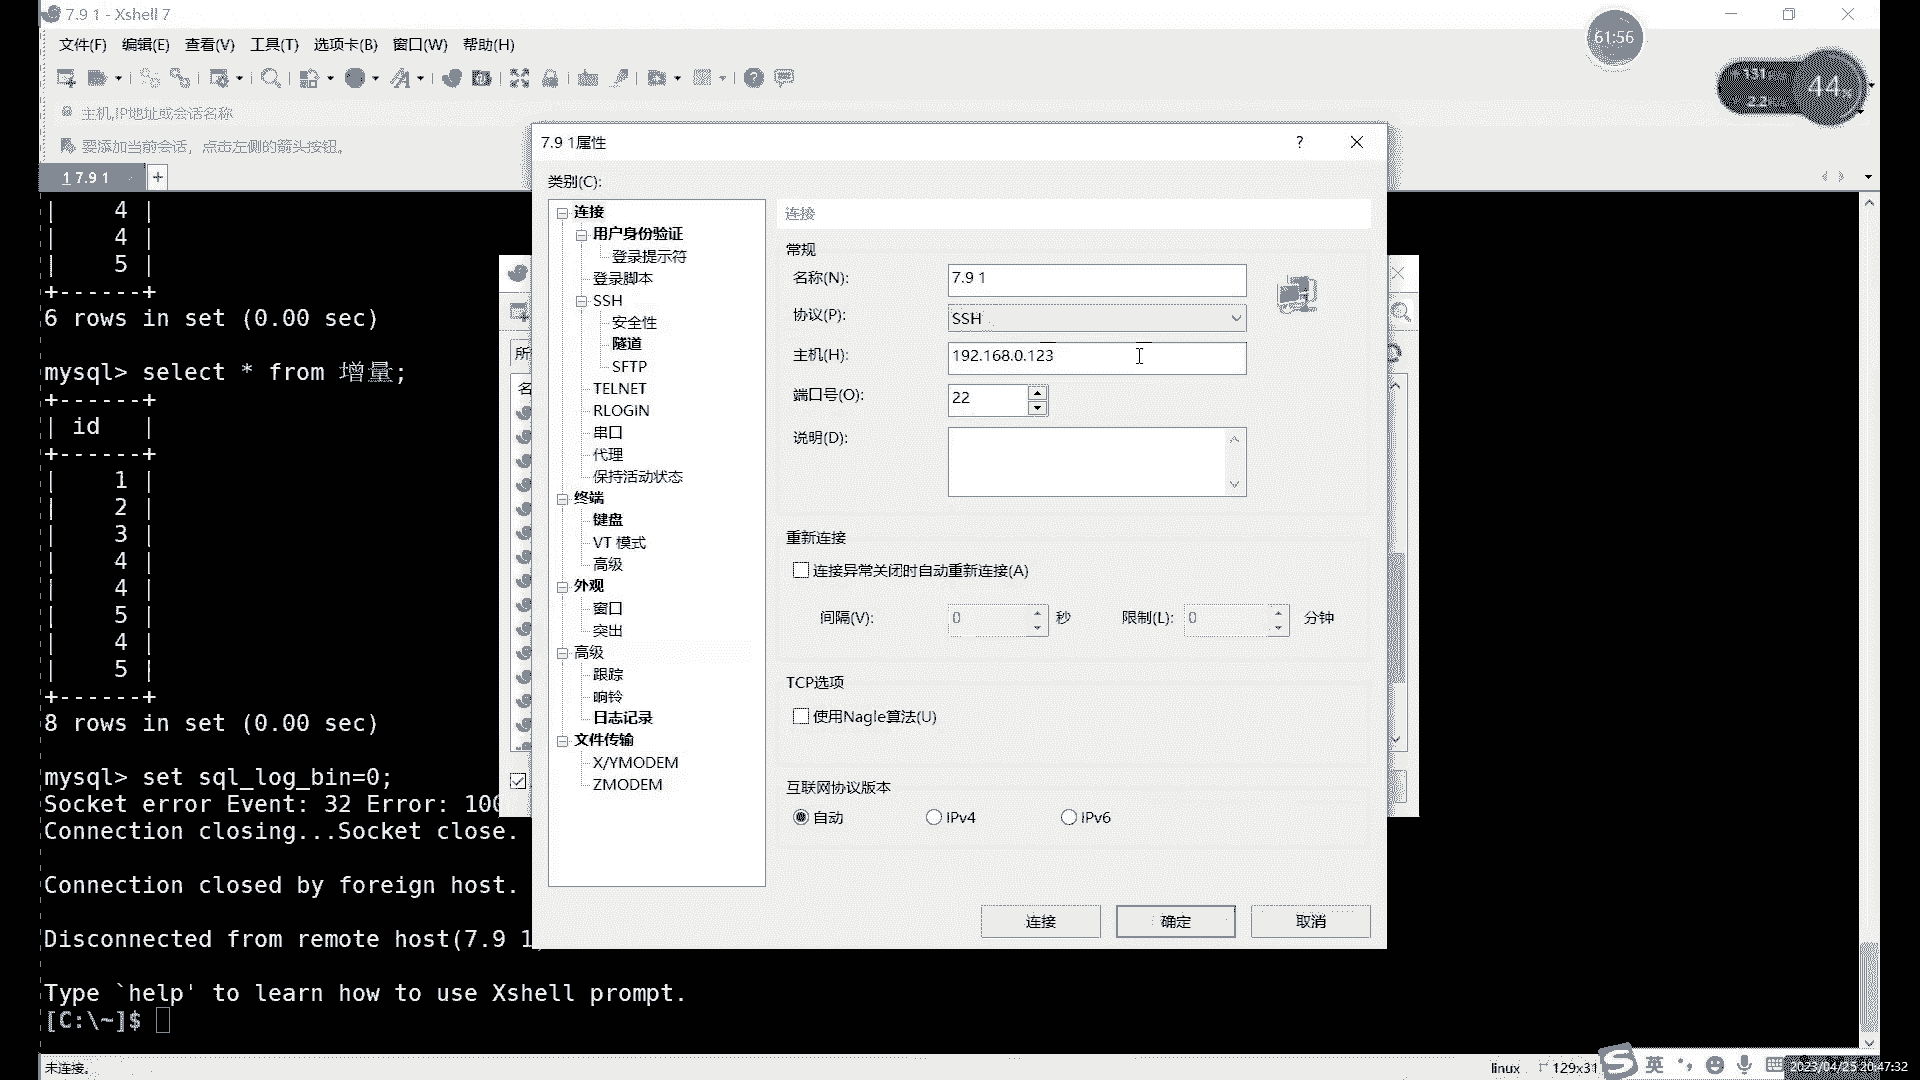 7.9 1 - Xshell 7
文件(F) 编辑(E) 查看(V) 工具(T) 选项卡(B) 窗口(W) 帮助(H)
61:56
44%
主机,IP地址或会话名称
要添加当前会话，点击左侧的箭头按钮。
1 7.9 1
+
| 4 |
| 4 |
| 5 |
+------+
6 rows in set (0.00 sec)
mysql> select * from 增量;
+------+
| id |
+------+
| 1 |
| 2 |
| 3 |
| 4 |
| 4 |
| 5 |
| 4 |
| 5 |
+------+
8 rows in set (0.00 sec)
mysql> set sql_log_bin=0;
Socket error Event: 32 Error: 100
Connection closing...Socket close.
Connection closed by foreign host.
Disconnected from remote host(7.9 1
Type `help' to learn how to use Xshell prompt.
[C:\~]$
7.9 1属性
类别(C):
连接
用户身份验证
登录提示符
登录脚本
SSH
安全性
隧道
SFTP
TELNET
RLOGIN
串口
代理
保持活动状态
终端
键盘
VT 模式
高级
外观
窗口
突出
高级
跟踪
响铃
日志记录
文件传输
X/YMODEM
ZMODEM
连接
常规
名称(N): 7.9 1
协议(P): SSH
主机(H): 192.168.0.123
端口号(O): 22
说明(D):
重新连接
连接异常关闭时自动重新连接(A)
间隔(V): 0 秒 限制(L): 0 分钟
TCP选项
使用Nagle算法(U)
互联网协议版本
自动 IPv4 IPv6
连接 确定 取消
未连接。
linux 129x31
英
2023/04/25 20:47:32